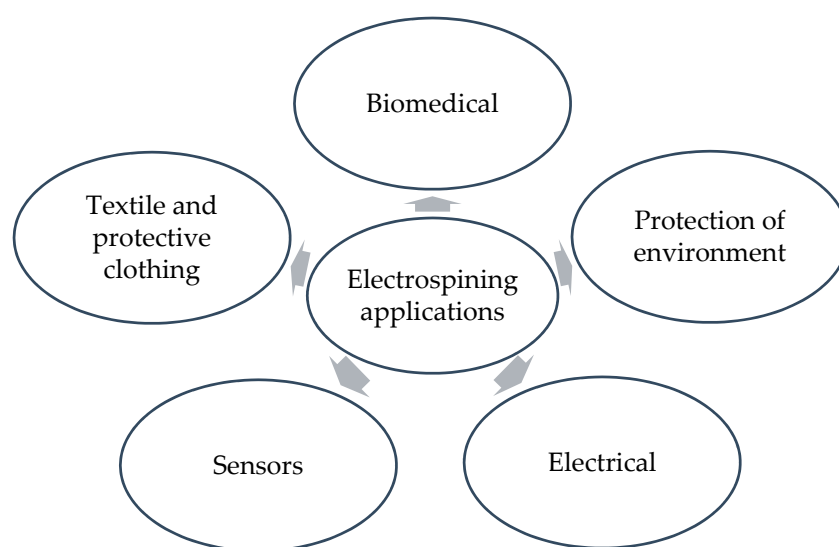 Biomedical
Textile and
protective
clothing
Protection of
environment
Electrospining
applications
Sensors
Electrical